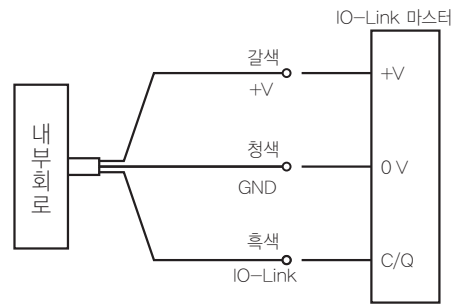 IO-Link 마스터
갈색
+V
+V
내부회로
청색
GND
0 V
흑색
IO-Link
C/Q